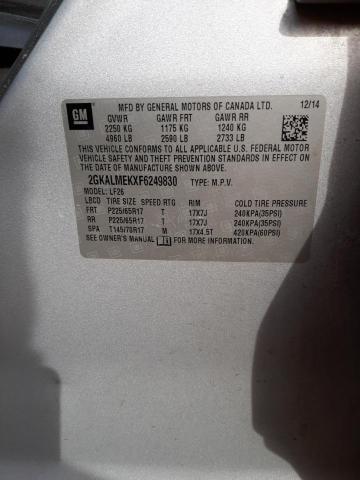 GM
MFD BY GENERAL MOTORS OF CANADA LTD. 12/14
GVWR GAWR FRT GAWR RR
2250 KG 1175 KG 1240 KG
4960 LB 2590 LB 2733 LB
THIS VEHICLE CONFORMS TO ALL APPLICABLE U.S. FEDERAL MOTOR
VEHICLE SAFETY, BUMPER, AND THEFT PREVENTION
STANDARDS IN EFFECT ON THE DATE OF MANUFACTURE SHOWN ABOVE.
2GKALMEKXF6249830 TYPE: M.P.V.
MODEL: LF26
LBCD TIRE SIZE SPEED RTG RIM COLD TIRE PRESSURE
FRT P225/65R17 T 17X7J 240KPA(35PSI)
RR P225/65R17 T 17X7J 240KPA(35PSI)
SPA T145/70R17 M 17X4.5T 420KPA(60PSI)
SEE OWNER'S MANUAL FOR MORE INFORMATION.